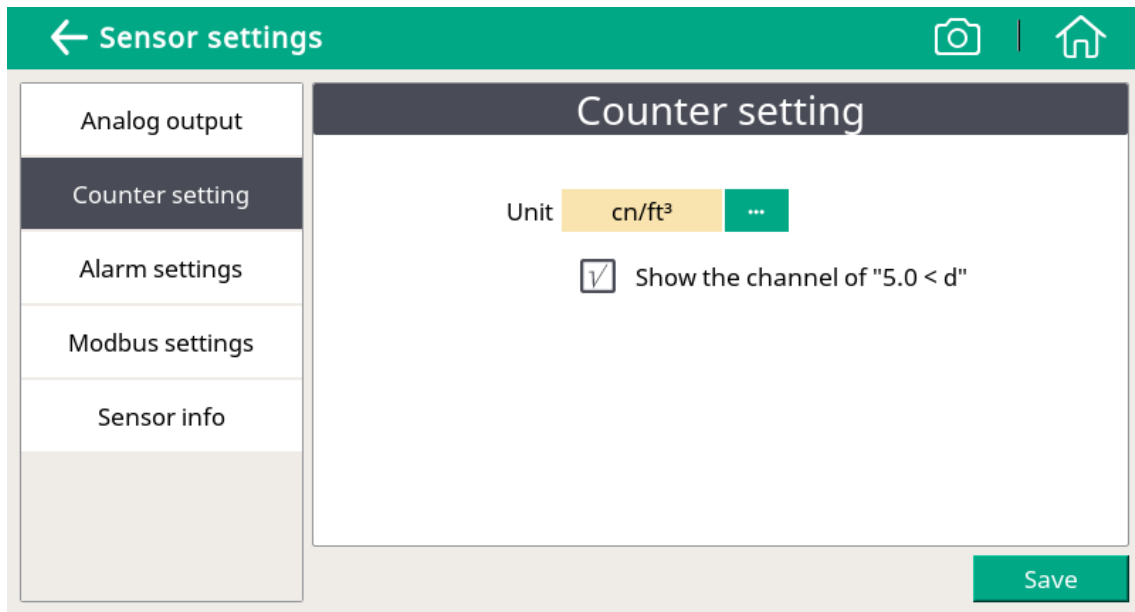 Sensor settings
Analog output
Counter setting
Alarm settings
Modbus settings
Sensor info
Counter setting
Unit cn/ft³ ...
√ Show the channel of "5.0 < d"
Save